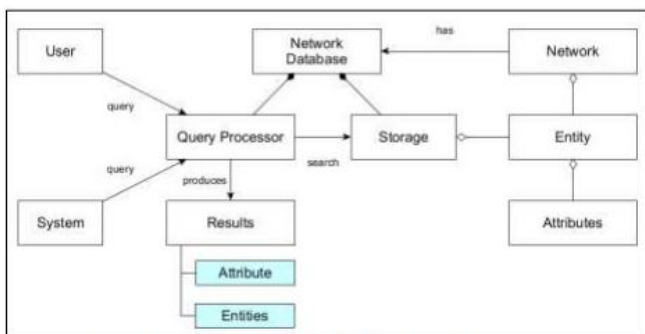 User
Network
Database
has
Network
query
Query Processor
Storage
Entity
search
query
produces
System
Results
Attributes
Attribute
Entities